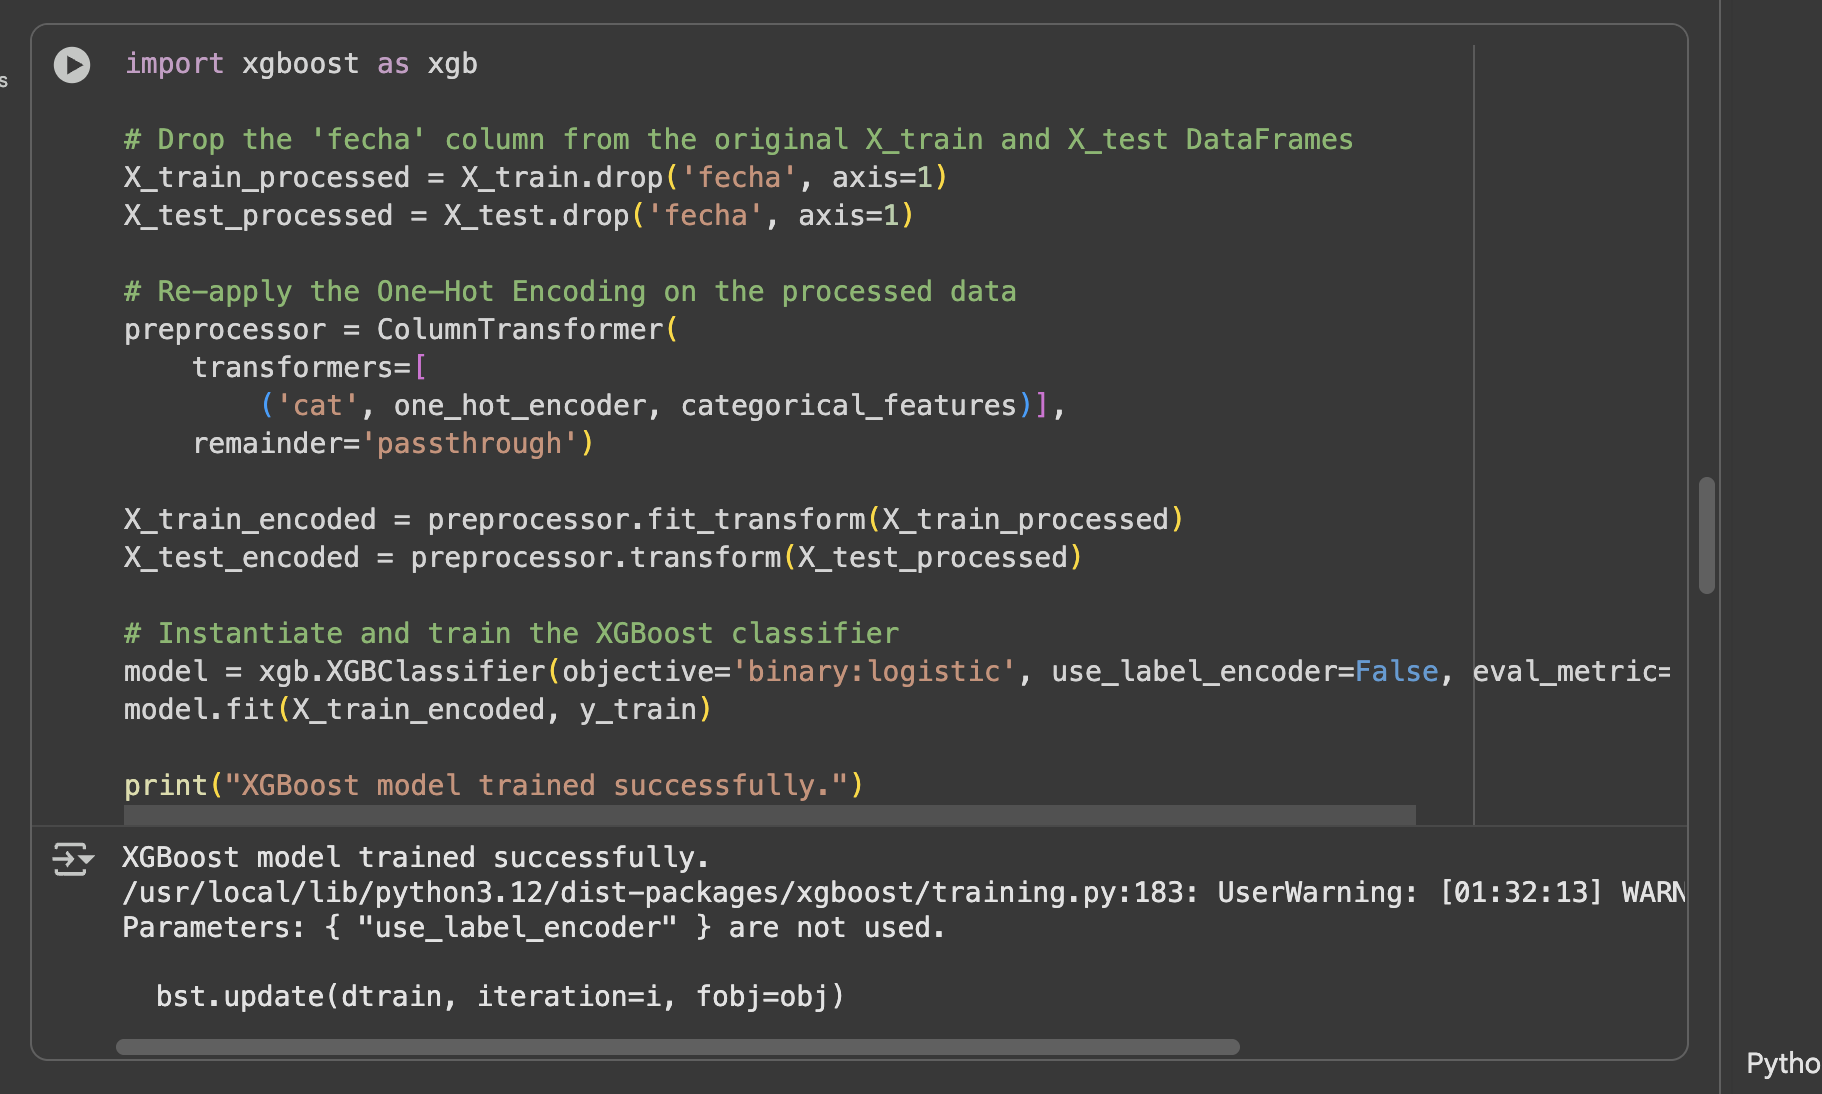 s
import xgboost as xgb
# Drop the 'fecha' column from the original X_train and X_test DataFrames
X_train_processed = X_train.drop('fecha', axis=1)
X_test_processed = X_test.drop('fecha', axis=1)
# Re-apply the One-Hot Encoding on the processed data
preprocessor = ColumnTransformer(
    transformers=[
        ('cat', one_hot_encoder, categorical_features)],
    remainder='passthrough')
X_train_encoded = preprocessor.fit_transform(X_train_processed)
X_test_encoded = preprocessor.transform(X_test_processed)
# Instantiate and train the XGBoost classifier
model = xgb.XGBClassifier(objective='binary:logistic', use_label_encoder=False, eval_metric=
model.fit(X_train_encoded, y_train)
print("XGBoost model trained successfully.")
XGBoost model trained successfully.
/usr/local/lib/python3.12/dist-packages/xgboost/training.py:183: UserWarning: [01:32:13] WARN
Parameters: { "use_label_encoder" } are not used.
  bst.update(dtrain, iteration=i, fobj=obj)
Pytho